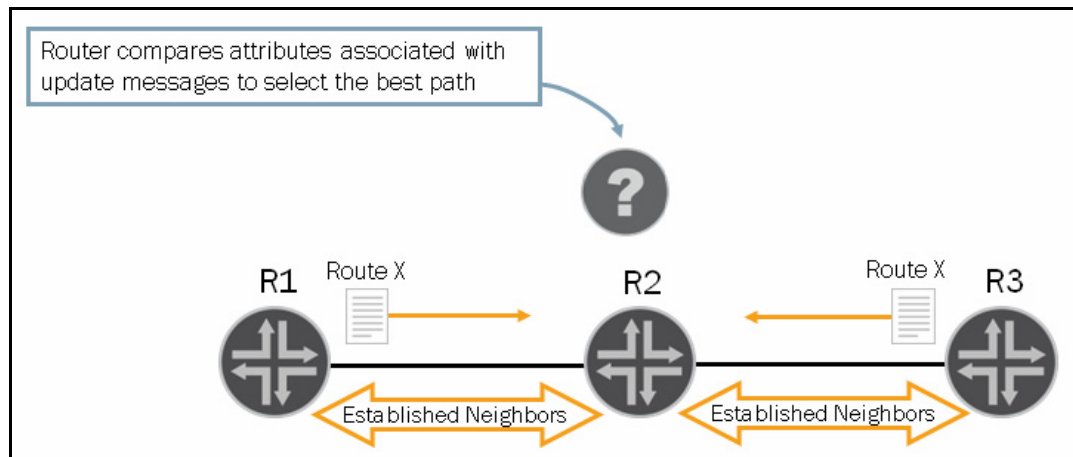 Router compares attributes associated with
update messages to select the best path
?
R1
Route X
R2
Route X
R3
Established Neighbors
Established Neighbors